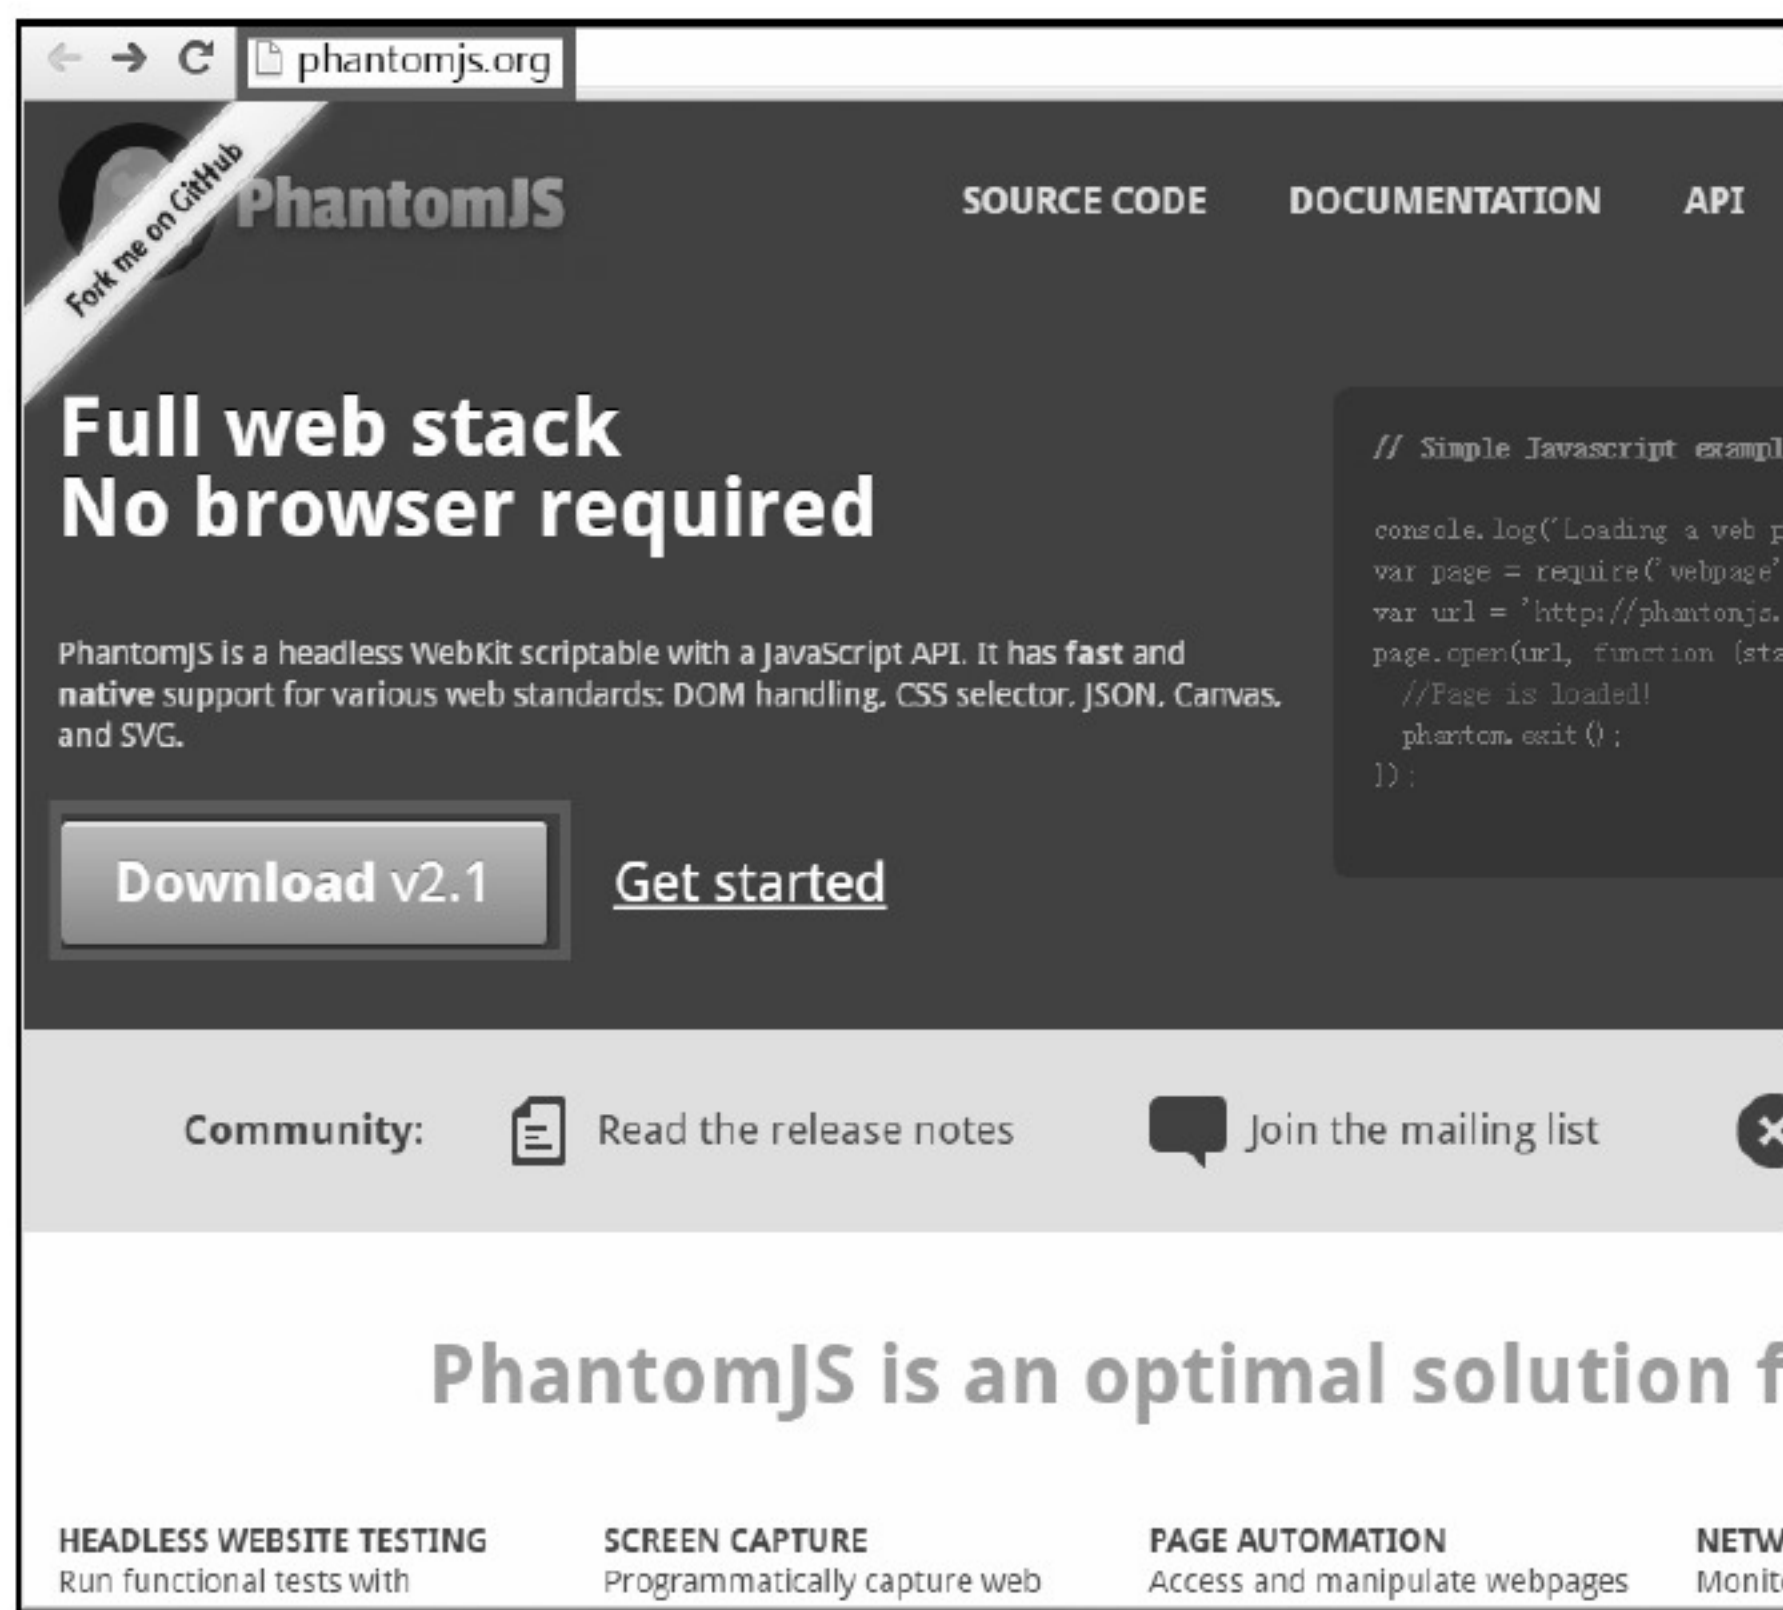 phantomjs.org
Fork me on GitHub
PhantomJS
SOURCE CODE DOCUMENTATION API
Full web stack
No browser required
// Simple Javascript exampl
console.log('Loading a web p
var page = require('webpage'
var url = 'http://phantomjs.
page.open(url, function (sta
//Page is loaded!
phantom.exit();
});
PhantomJS is a headless WebKit scriptable with a JavaScript API. It has fast and
native support for various web standards: DOM handling, CSS selector, JSON, Canvas,
and SVG.
Download v2.1 Get started
Community: Read the release notes Join the mailing list
PhantomJS is an optimal solution f
HEADLESS WEBSITE TESTING
Run functional tests with
SCREEN CAPTURE
Programmatically capture web
PAGE AUTOMATION
Access and manipulate webpages
NETW
Monit